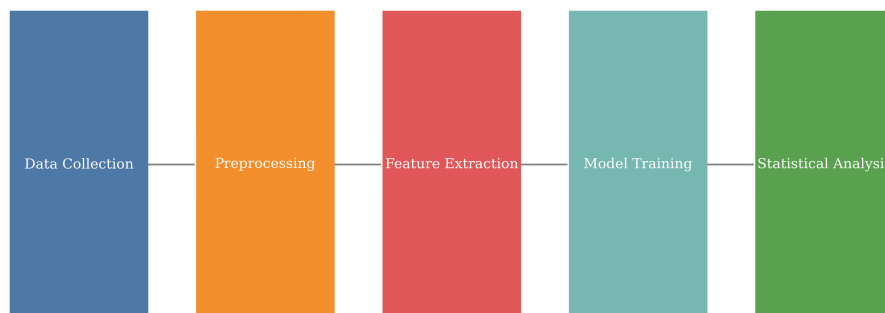 Data Collection
Preprocessing
Feature Extraction
Model Training
Statistical Analysi